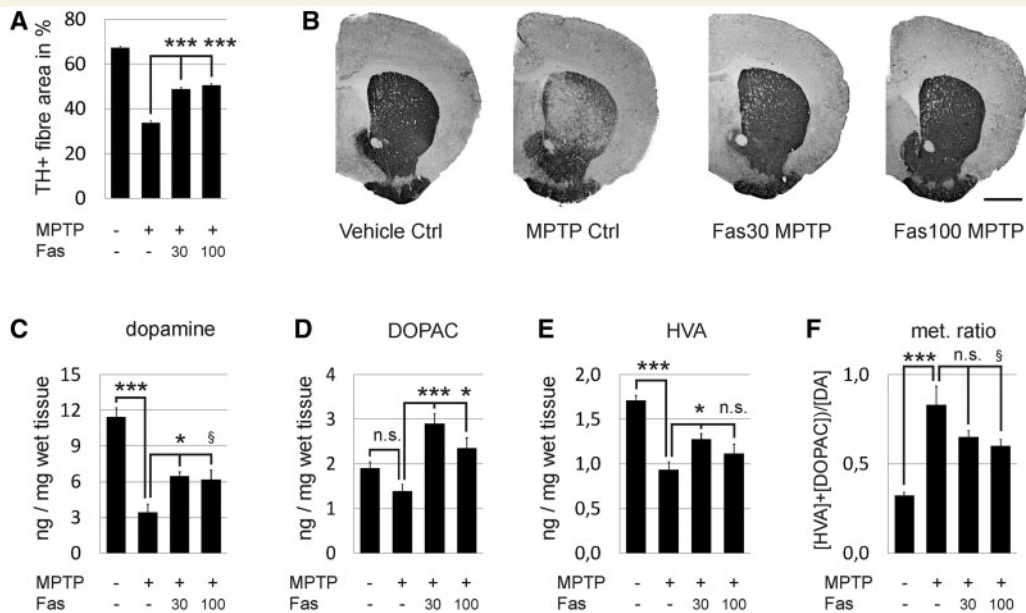 A
TH+ fibre area in %
80
60
40
20
0
*** ***
MPTP - + + +
Fas - - 30 100
B
Vehicle Ctrl MPTP Ctrl Fas30 MPTP Fas100 MPTP
C dopamine
ng / mg wet tissue
15
12
9
6
3
0
***
* §
MPTP - + + +
Fas - - 30 100
D DOPAC
ng / mg wet tissue
4
3
2
1
0
n.s.
*** *
MPTP - + + +
Fas - - 30 100
E HVA
ng / mg wet tissue
2,0
1,5
1,0
0,5
0,0
***
* n.s.
MPTP - + + +
Fas - - 30 100
F met. ratio
[HVA]+[DOPAC])/[DA]
1,0
0,5
0,0
*** n.s. §
MPTP - + + +
Fas - - 30 100